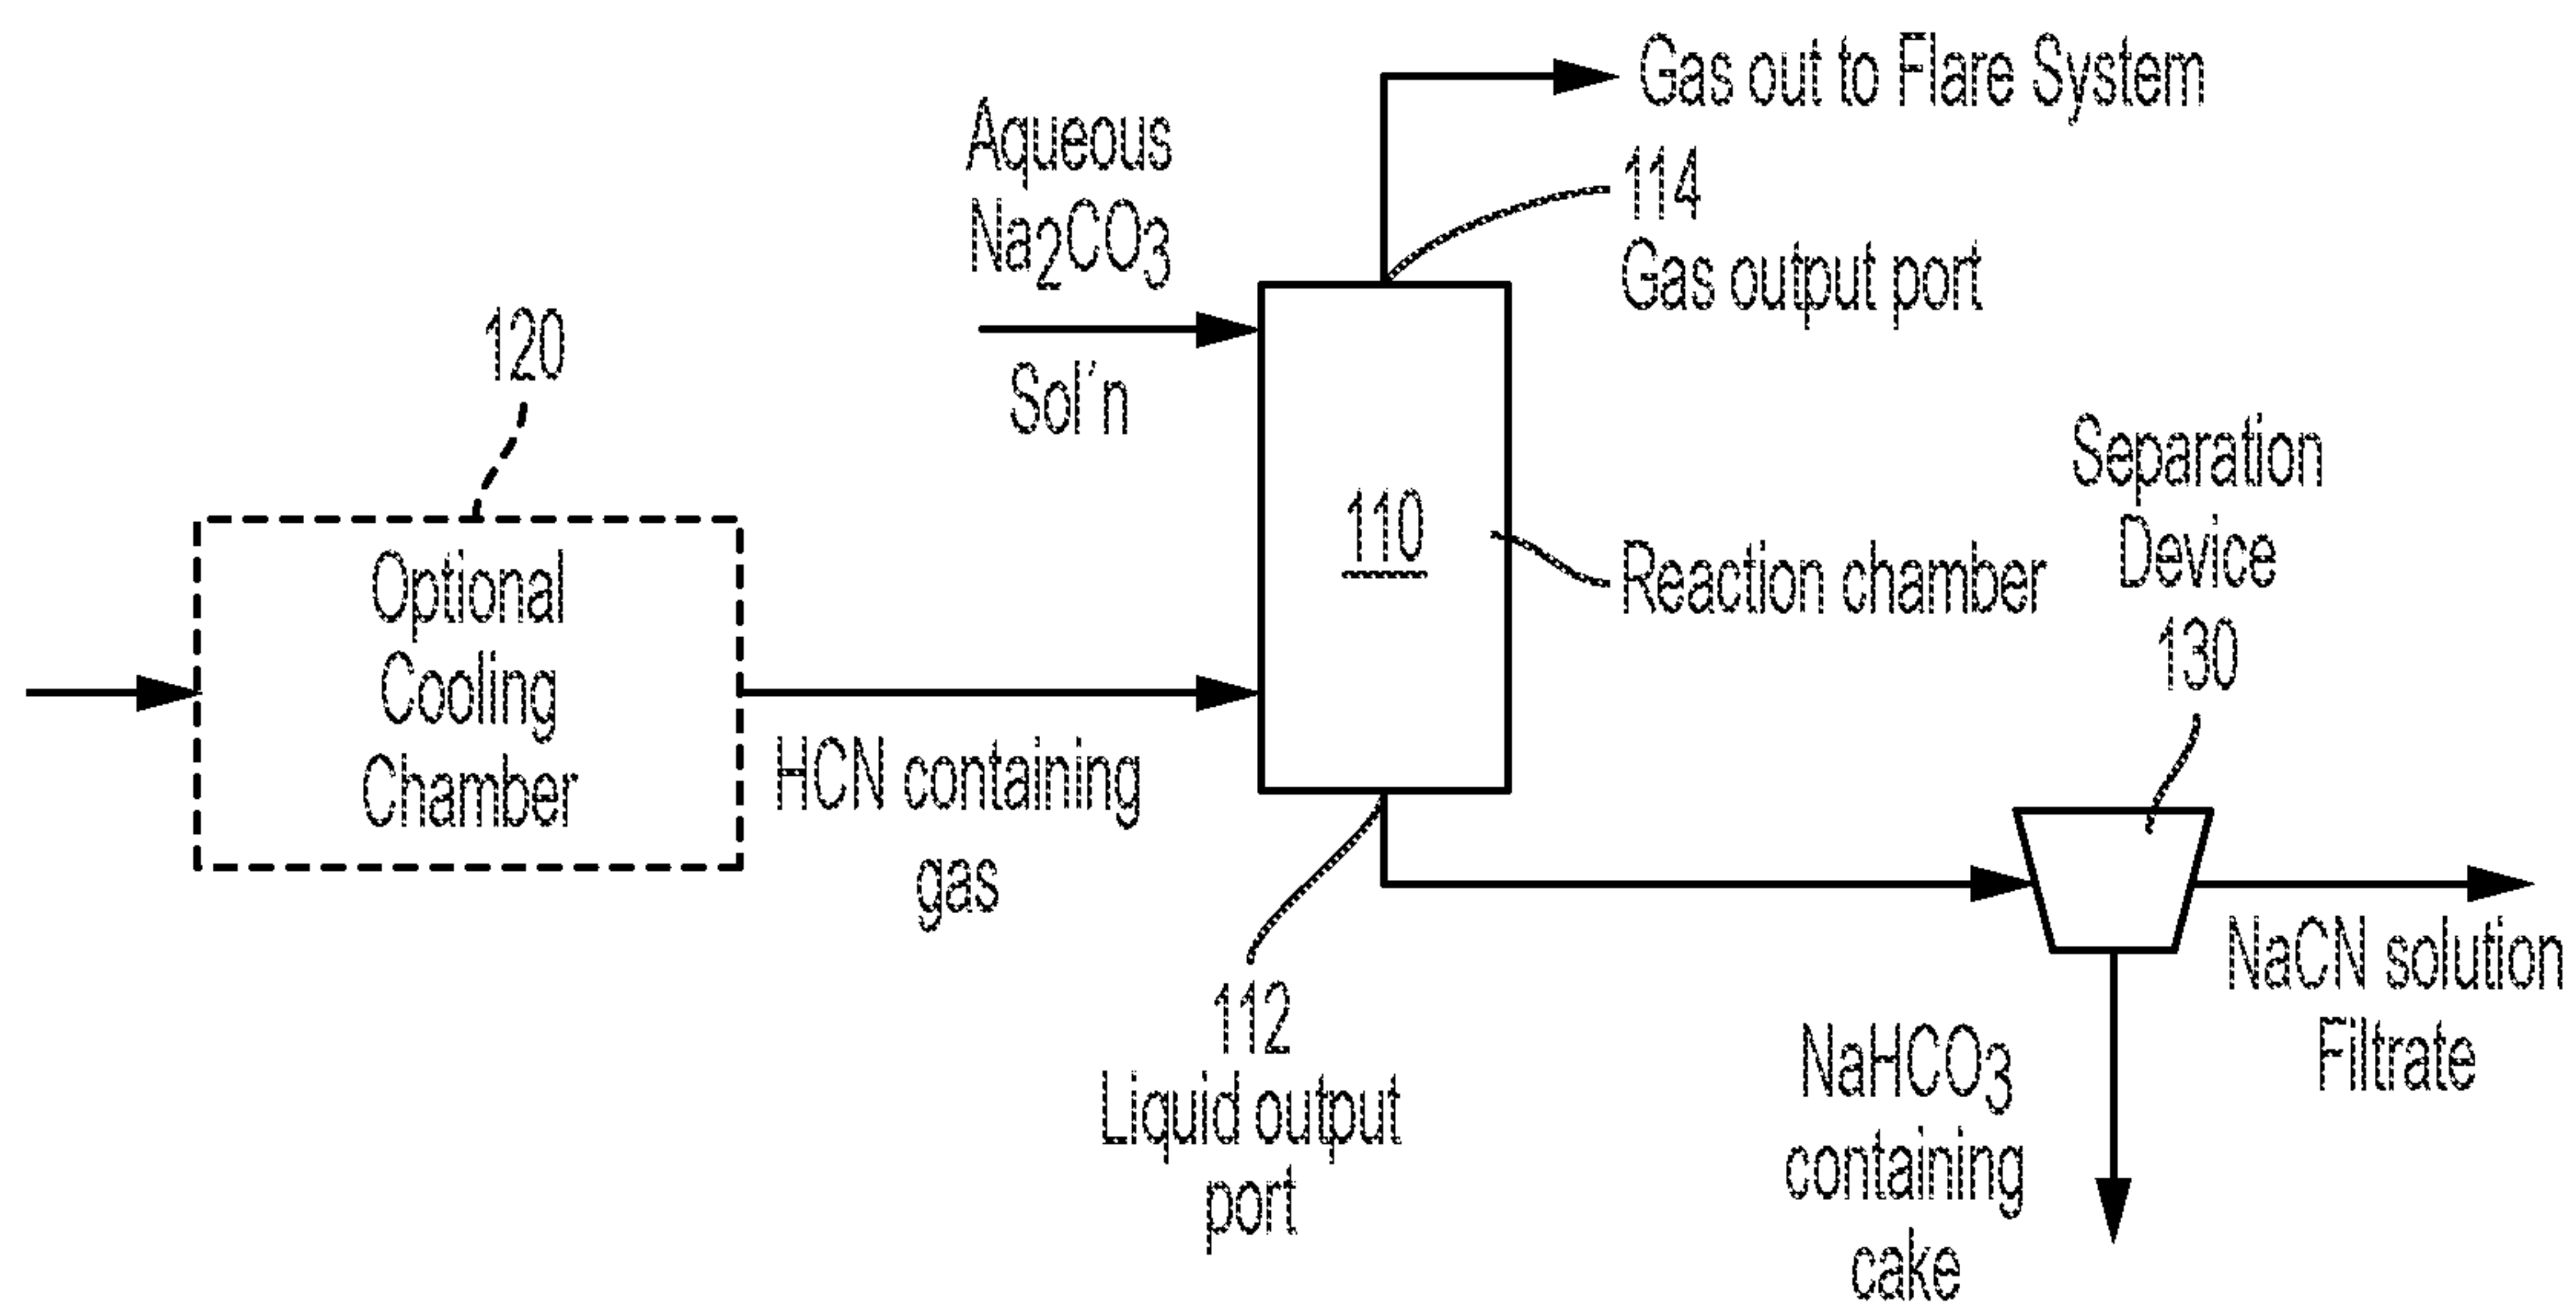 Gas out to Flare System
Aqueous
Na2CO3
Sol'n
114
Gas output port
120
Optional
Cooling
Chamber
HCN containing
gas
110
Reaction chamber
Separation
Device
130
112
Liquid output
port
NaHCO3
containing
cake
NaCN solution
Filtrate